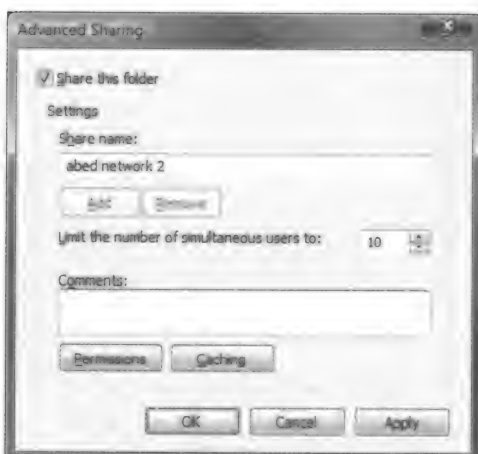 Advanced Sharing
Share this folder
Settings
Share name:
abed network 2
Add Remove
Limit the number of simultaneous users to: 10
Comments:
Permissions Caching
OK Cancel Apply